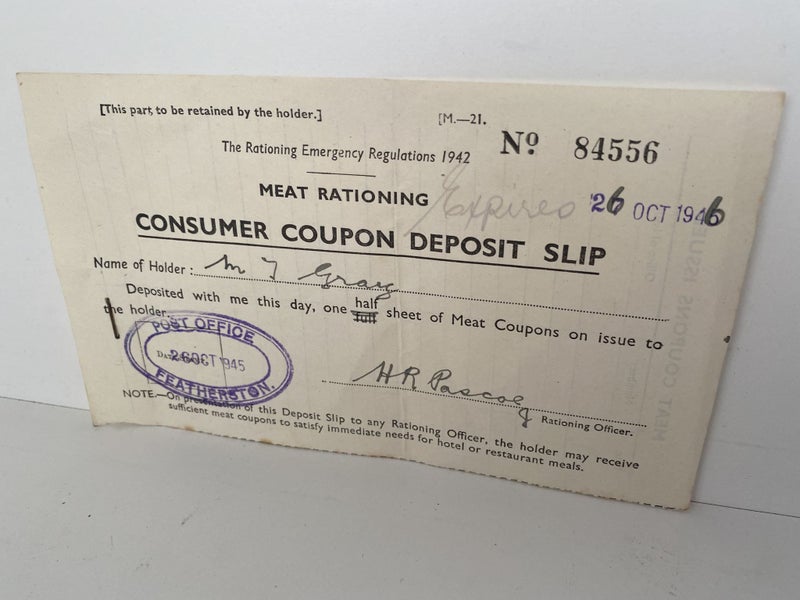 [This part, to be retained by the holder.]
[M.—21.
The Rationing Emergency Regulations 1942
Nº 84556
MEAT RATIONING
Expired 26 OCT 1946
CONSUMER COUPON DEPOSIT SLIP
Name of Holder: M J Gray
Deposited with me this day, one half full sheet of Meat Coupons on issue to
the holder.
POST OFFICE
26 OCT 1945
FEATHERSTON.
H R Pascoe
Rationing Officer.
NOTE.—On presentation of this Deposit Slip to any Rationing Officer, the holder may receive
sufficient meat coupons to satisfy immediate needs for hotel or restaurant meals.